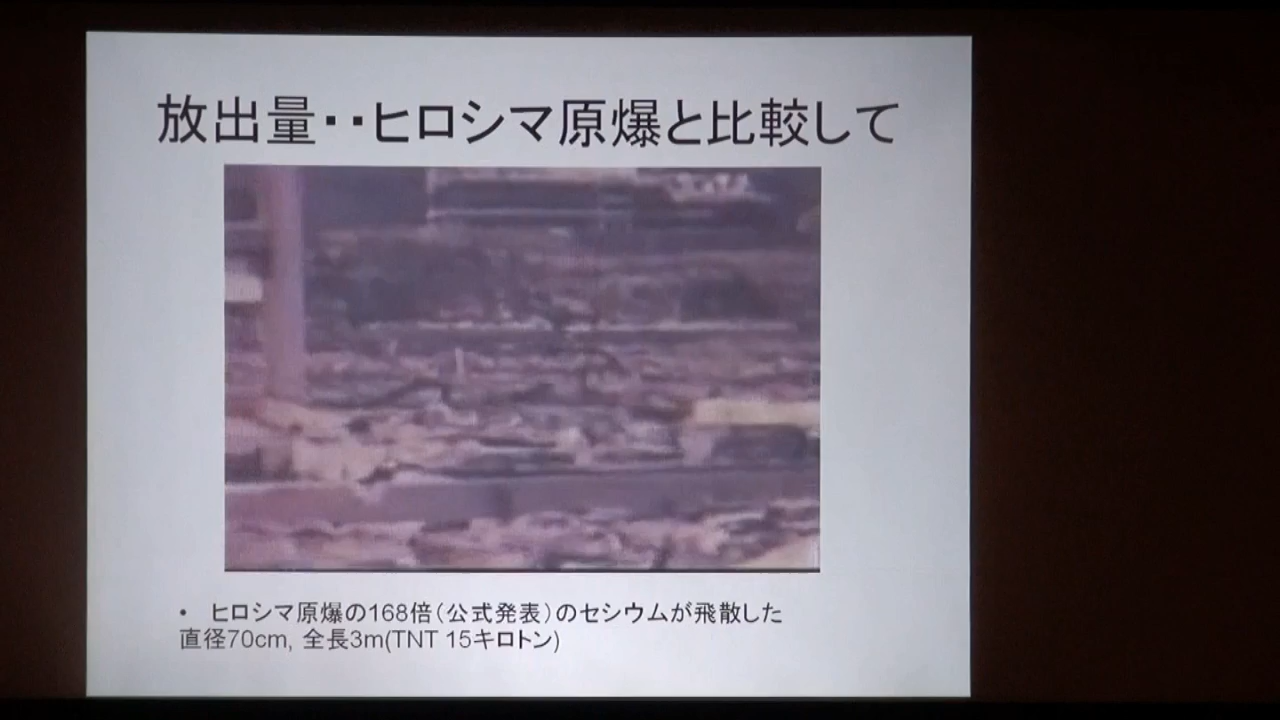 放出量・・ヒロシマ原爆と比較して
• ヒロシマ原爆の168倍(公式発表)のセシウムが飛散した
直径70cm, 全長3m(TNT 15キロトン)